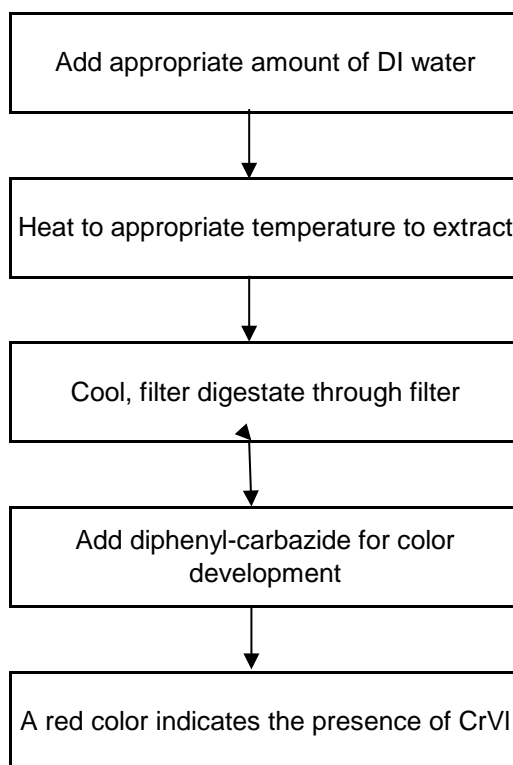 Add appropriate amount of DI water
Heat to appropriate temperature to extract
Cool, filter digestate through filter
Add diphenyl-carbazide for color
development
A red color indicates the presence of CrVI